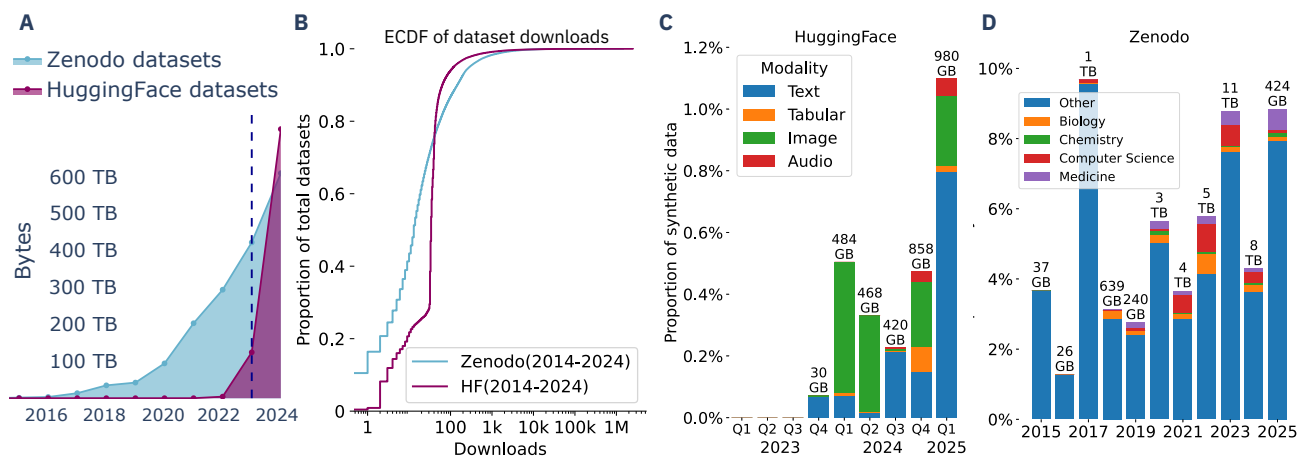 A
Zenodo datasets
HuggingFace datasets
Bytes
600 TB
500 TB
400 TB
300 TB
200 TB
100 TB
2016 2018 2020 2022 2024
B
ECDF of dataset downloads
Proportion of total datasets
1.0
0.8
0.6
0.4
0.2
0
Zenodo(2014-2024)
HF(2014-2024)
1 10 100 1k 10k 100k 1M
Downloads
C
HuggingFace
Proportion of synthetic data
1.2%
1.0%
0.8%
0.6%
0.4%
0.2%
0.0%
Modality
Text
Tabular
Image
Audio
30
GB
484
GB
468
GB
420
GB
858
GB
980
GB
Q1 Q2 Q3 Q4 Q1 Q2 Q3 Q4 Q1
2023 2024 2025
D
Zenodo
10%
8%
6%
4%
2%
0%
Other
Biology
Chemistry
Computer Science
Medicine
37
GB
26
GB
1
TB
639
GB
240
GB
3
TB
4
TB
5
TB
11
TB
8
TB
424
GB
2015 2017 2019 2021 2023 2025